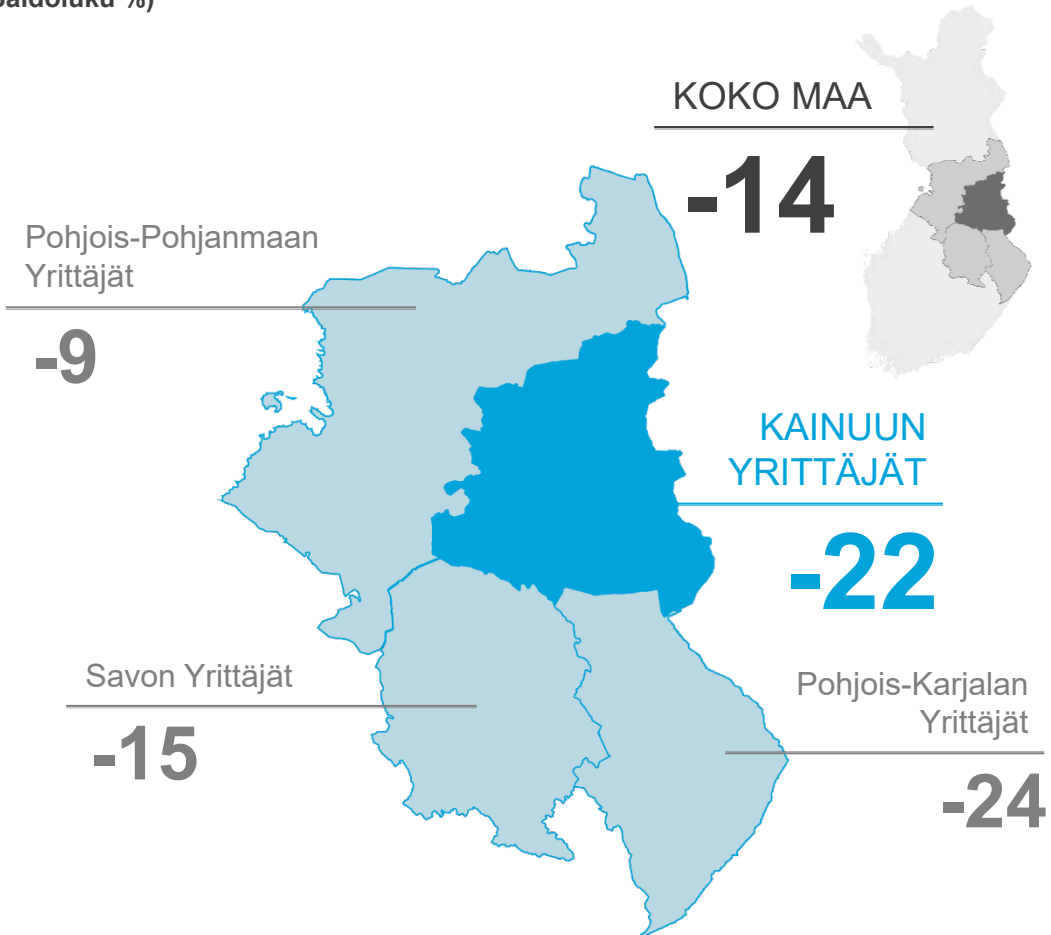 KOKO MAA
-14
Pohjois-Pohjanmaan
Yrittäjät
-9
KAINUUN
YRITTÄJÄT
-22
Savon Yrittäjät
-15
Pohjois-Karjalan
Yrittäjät
-24